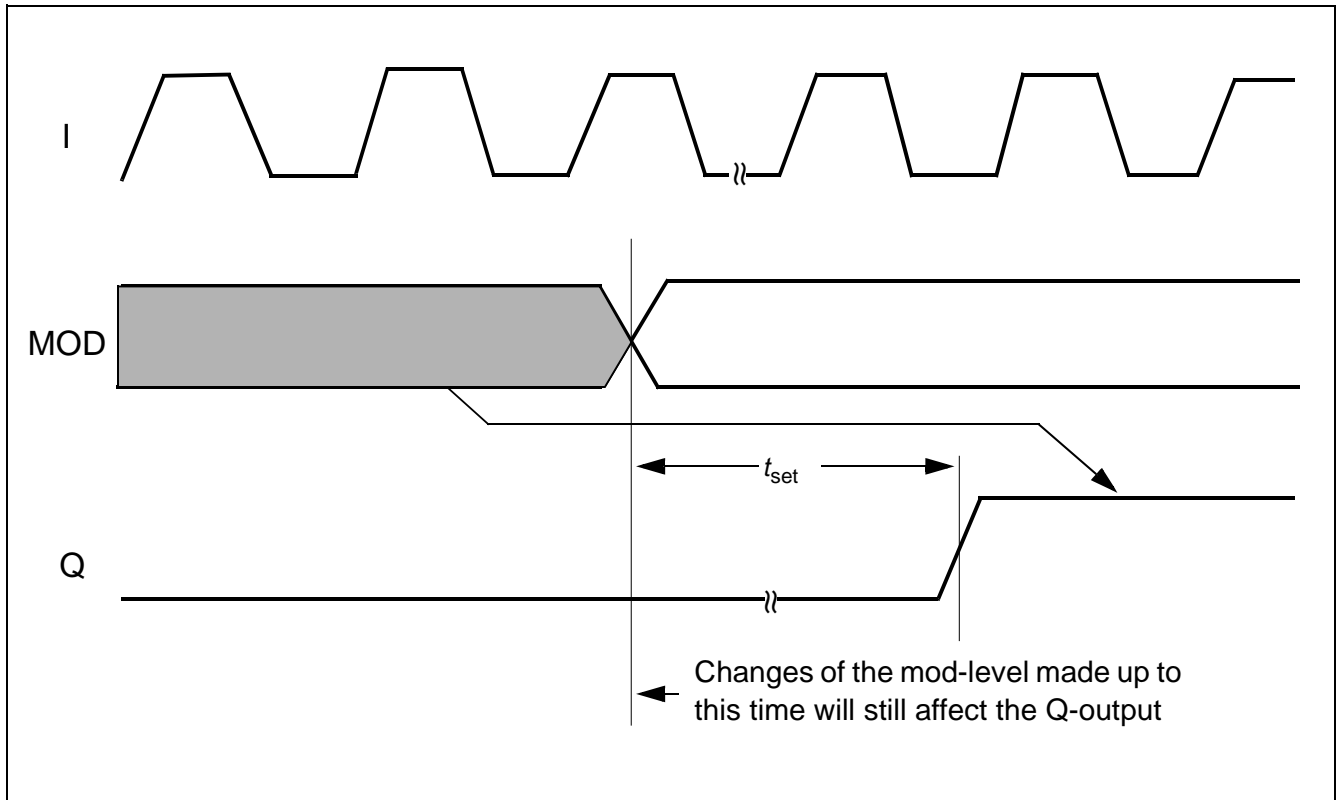 I
MOD
tset
Q
Changes of the mod-level made up to
this time will still affect the Q-output